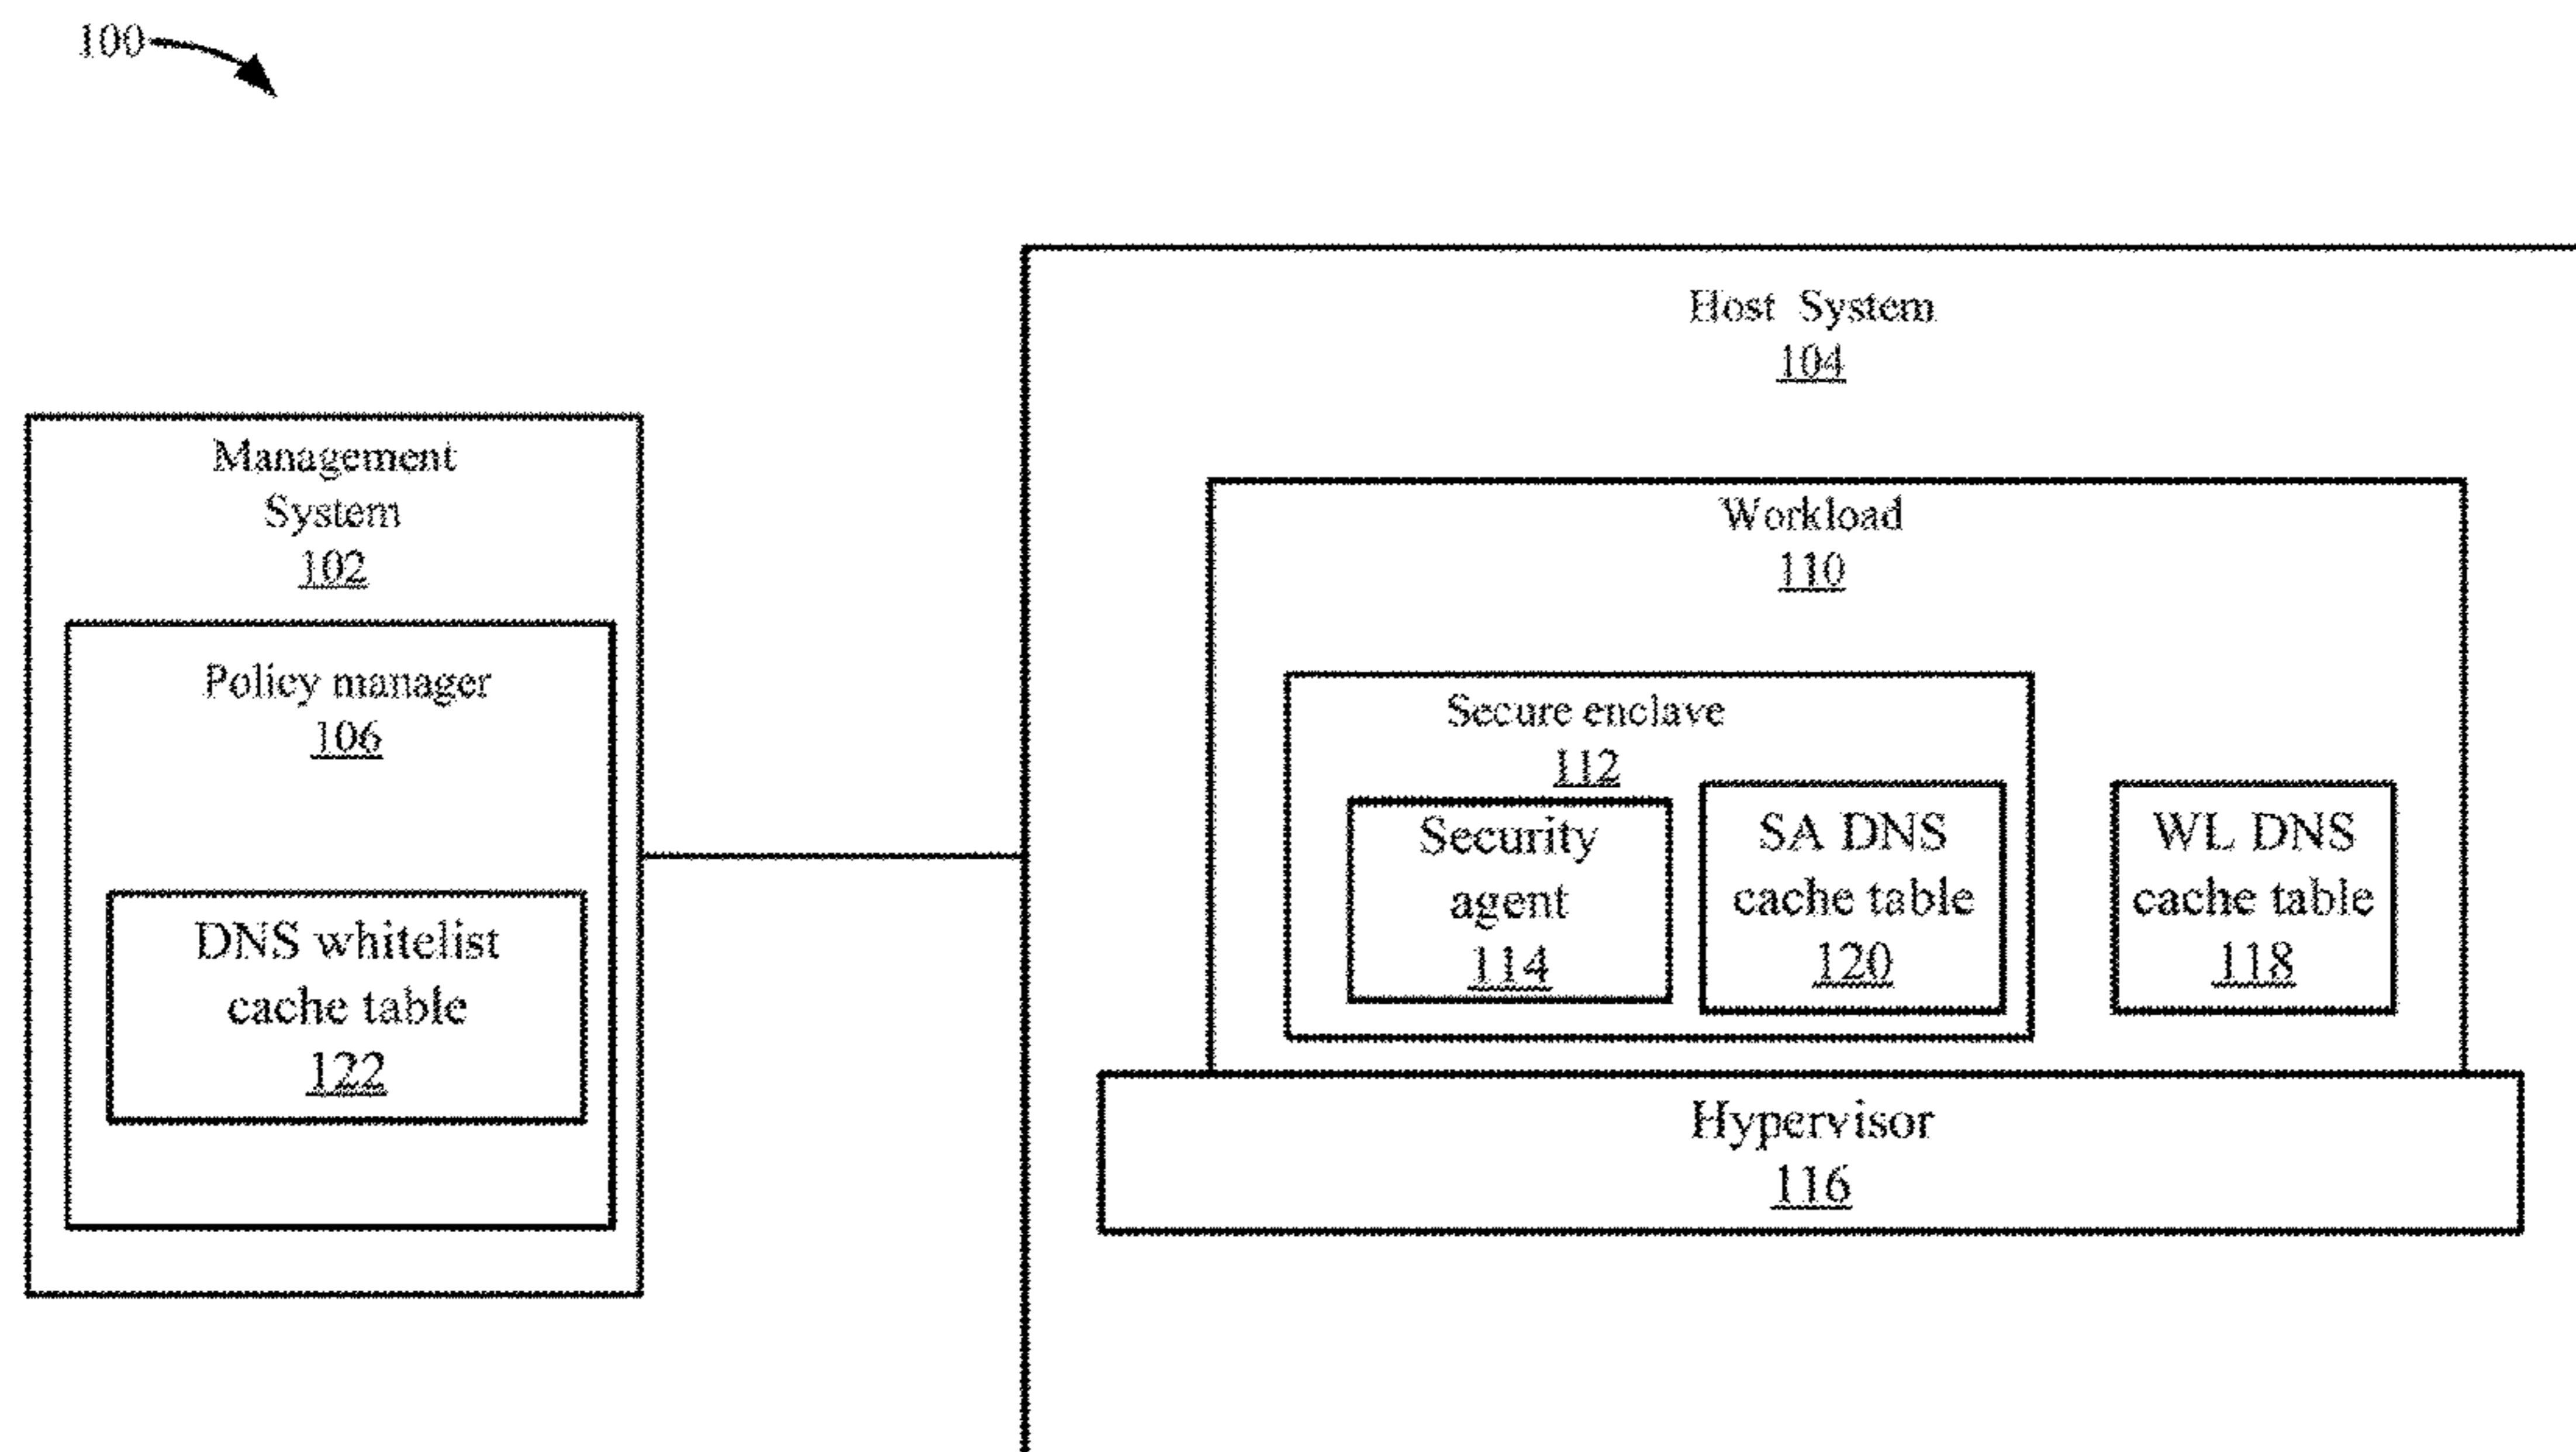 100
Host System
104
Management
System
102
Policy manager
106
DNS whitelist
cache table
122
Workload
110
Secure enclave
112
Security
agent
114
SA DNS
cache table
120
WL DNS
cache table
118
Hypervisor
116